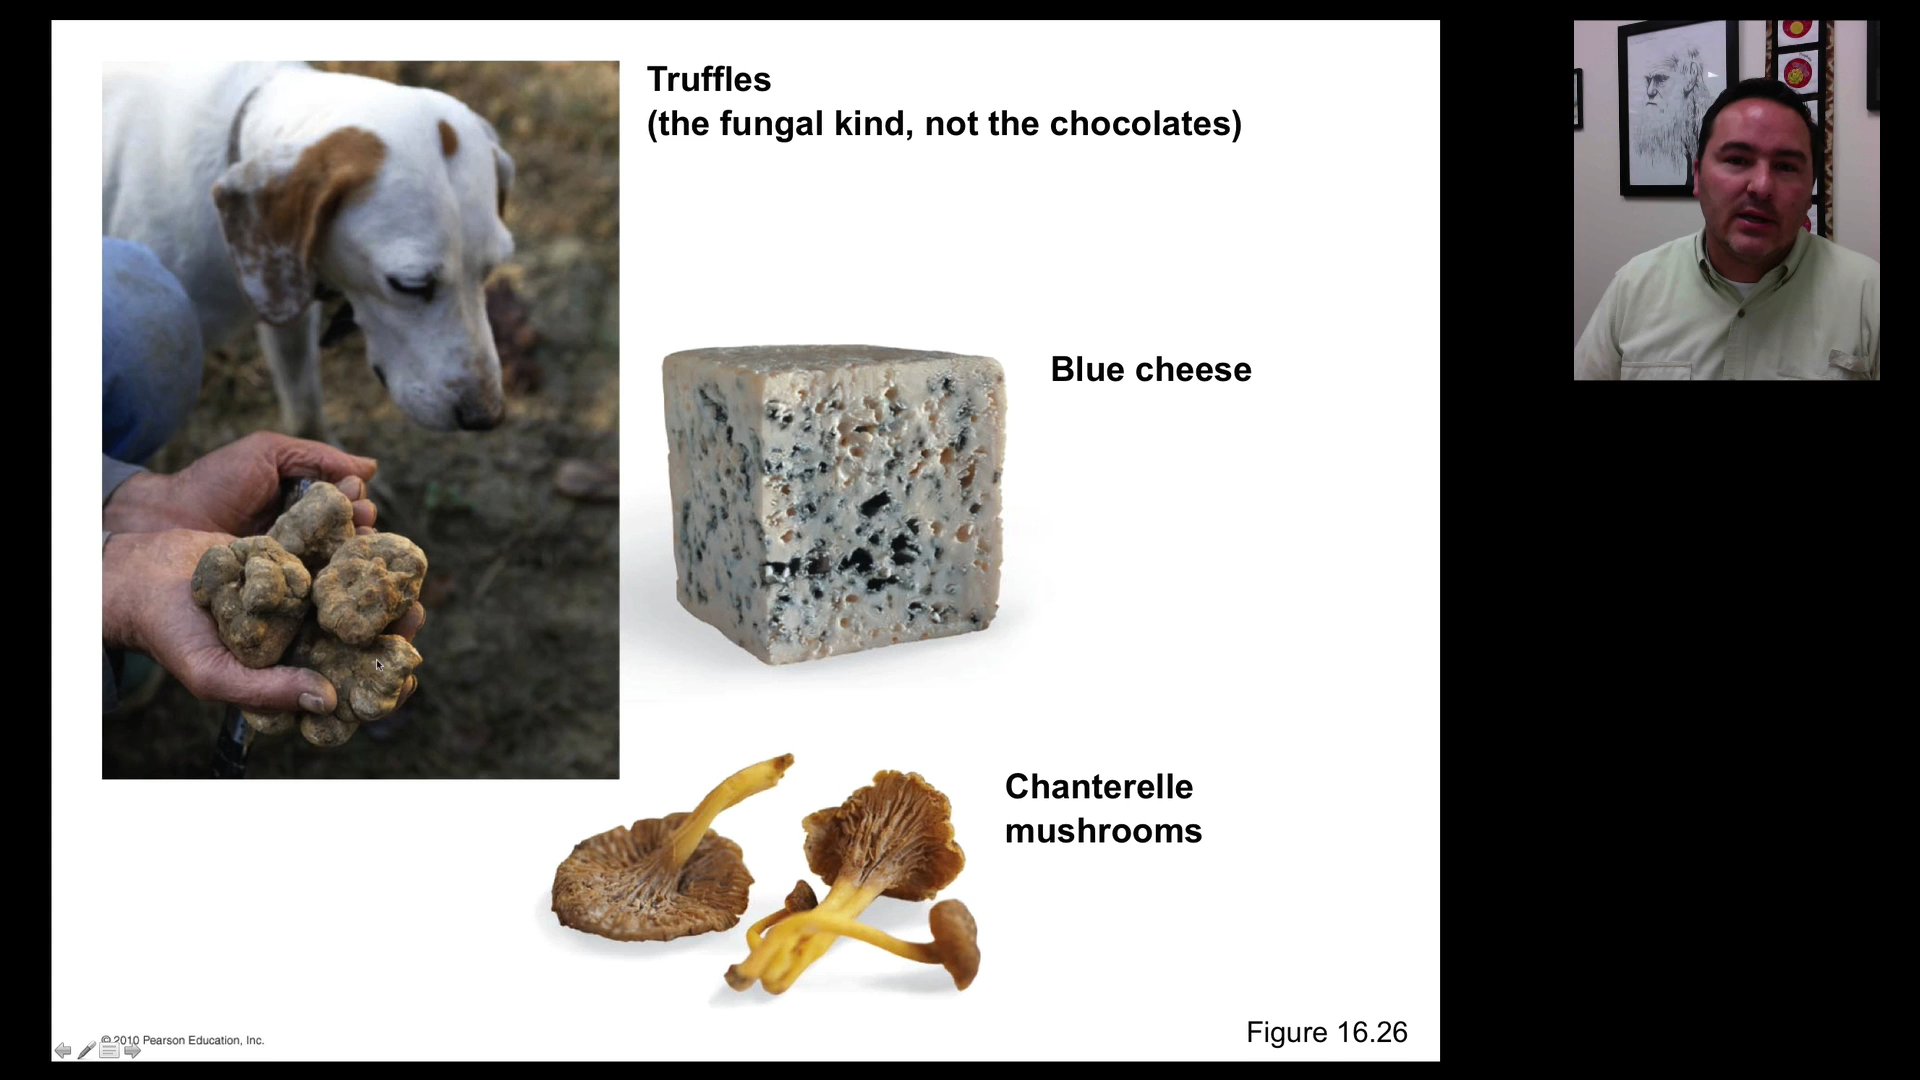 Truffles
(the fungal kind, not the chocolates)
Blue cheese
Chanterelle
mushrooms
Figure 16.26
© 2010 Pearson Education, Inc.